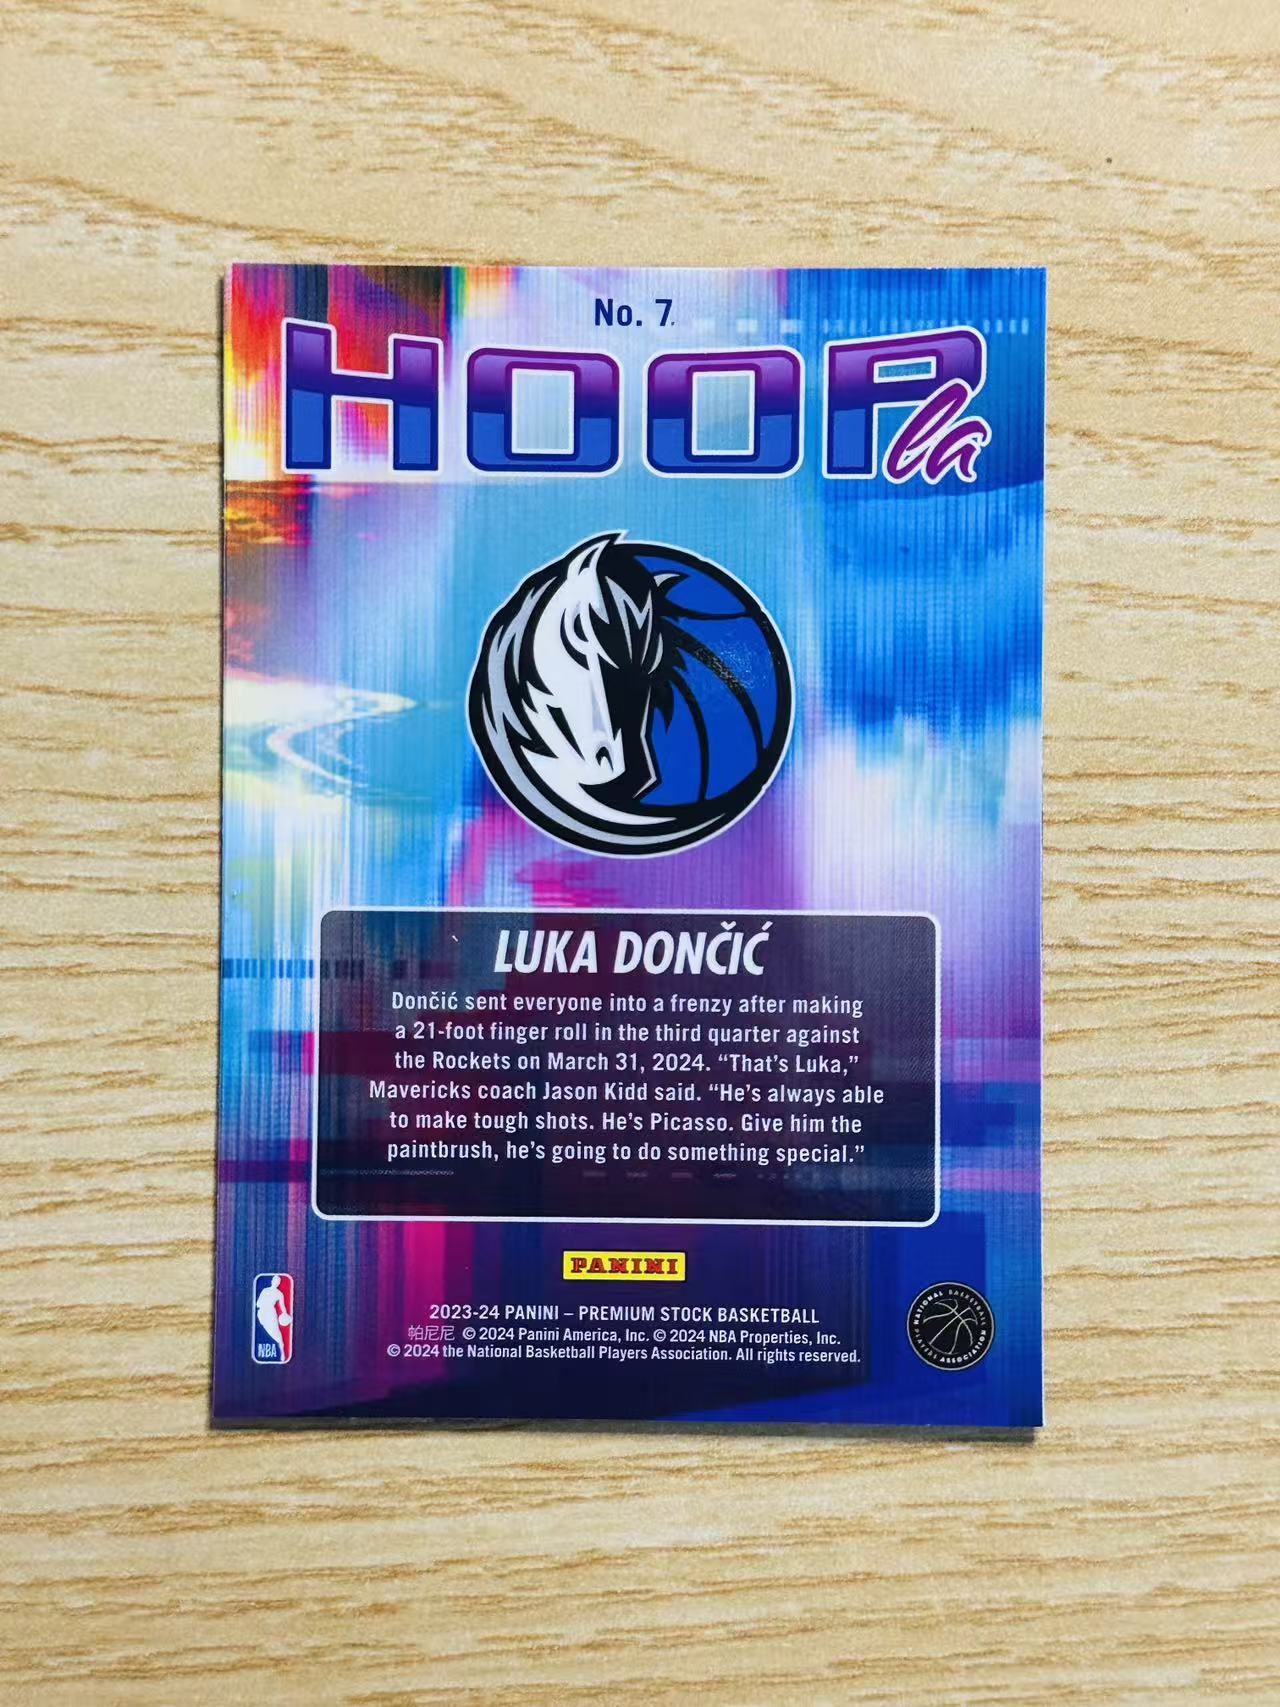 No. 7
HOOP
la
LUKA DONČIĆ
Dončić sent everyone into a frenzy after making
a 21-foot finger roll in the third quarter against
the Rockets on March 31, 2024. “That’s Luka,”
Mavericks coach Jason Kidd said. “He’s always able
to make tough shots. He’s Picasso. Give him the
paintbrush, he’s going to do something special.”
PANINI
2023-24 PANINI – PREMIUM STOCK BASKETBALL
帕尼尼 © 2024 Panini America, Inc. © 2024 NBA Properties, Inc.
© 2024 the National Basketball Players Association. All rights reserved.
NBA
NATIONAL BASKETBALL
PLAYERS ASSOCIATION